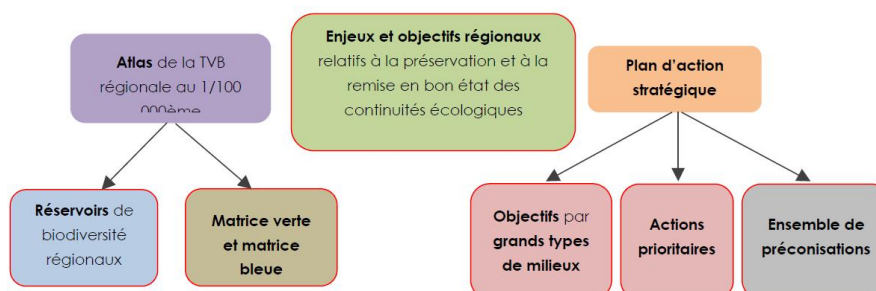 Atlas de la TVB
régionale au 1/100
000ème
Enjeux et objectifs régionaux
relatifs à la préservation et à la
remise en bon état des
continuités écologiques
Plan d'action
stratégique
Réservoirs de
biodiversité
régionaux
Matrice verte
et matrice
bleue
Objectifs par
grands types
de milieux
Actions
prioritaires
Ensemble de
préconisations